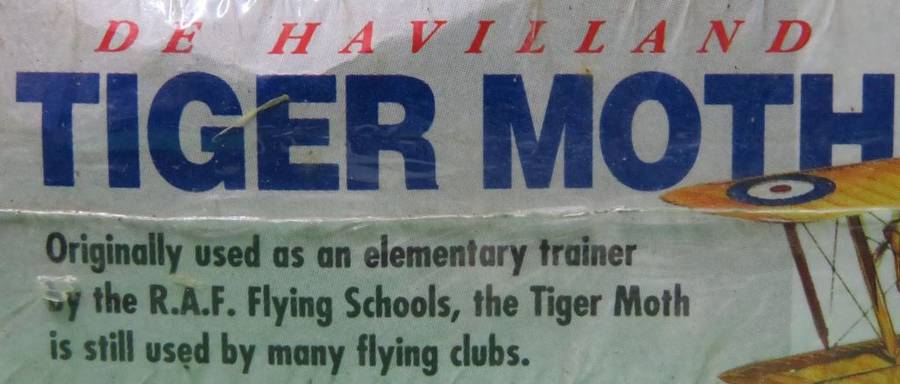 DE HAVILLAND
TIGER MOTH
Originally used as an elementary trainer
by the R.A.F. Flying Schools, the Tiger Moth
is still used by many flying clubs.